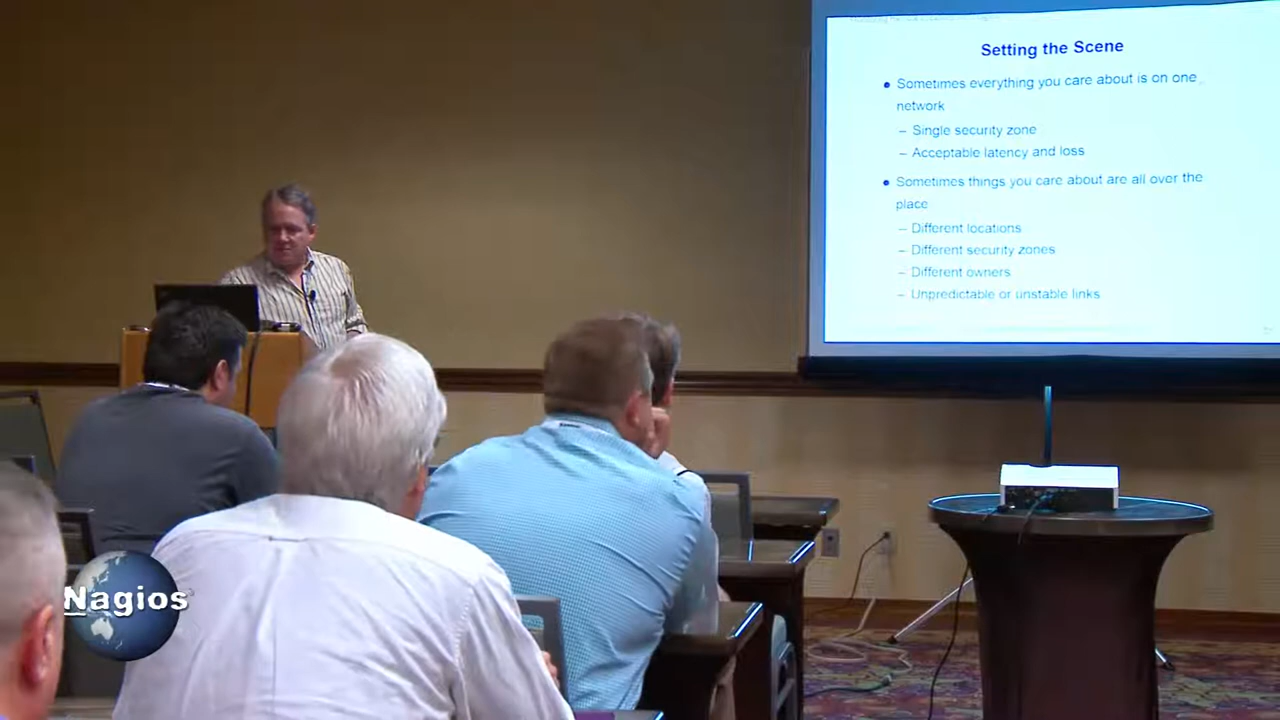 Setting the Scene
• Sometimes everything you care about is on one
network
– Single security zone
– Acceptable latency and loss
• Sometimes things you care about are all over the
place
– Different locations
– Different security zones
– Different owners
– Unpredictable or unstable links
Nagios